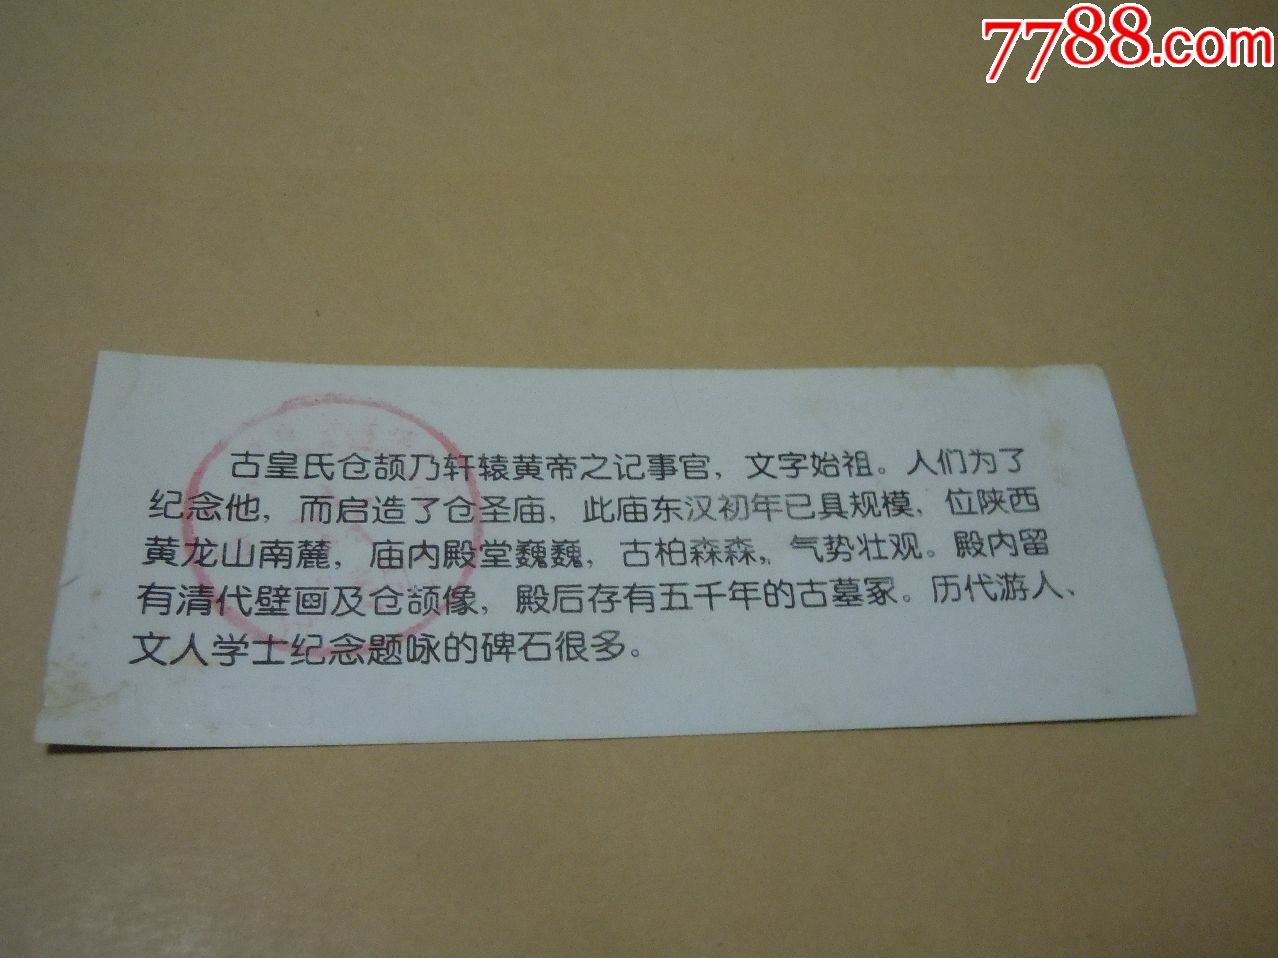 7788.com
古皇氏仓颉乃轩辕黄帝之记事官，文字始祖。人们为了
纪念他，而启造了仓圣庙，此庙东汉初年已具规模，位陕西
黄龙山南麓，庙内殿堂巍巍，古柏森森，气势壮观。殿内留
有清代壁画及仓颉像，殿后存有五千年的古墓冢。历代游人、
文人学士纪念题咏的碑石很多。